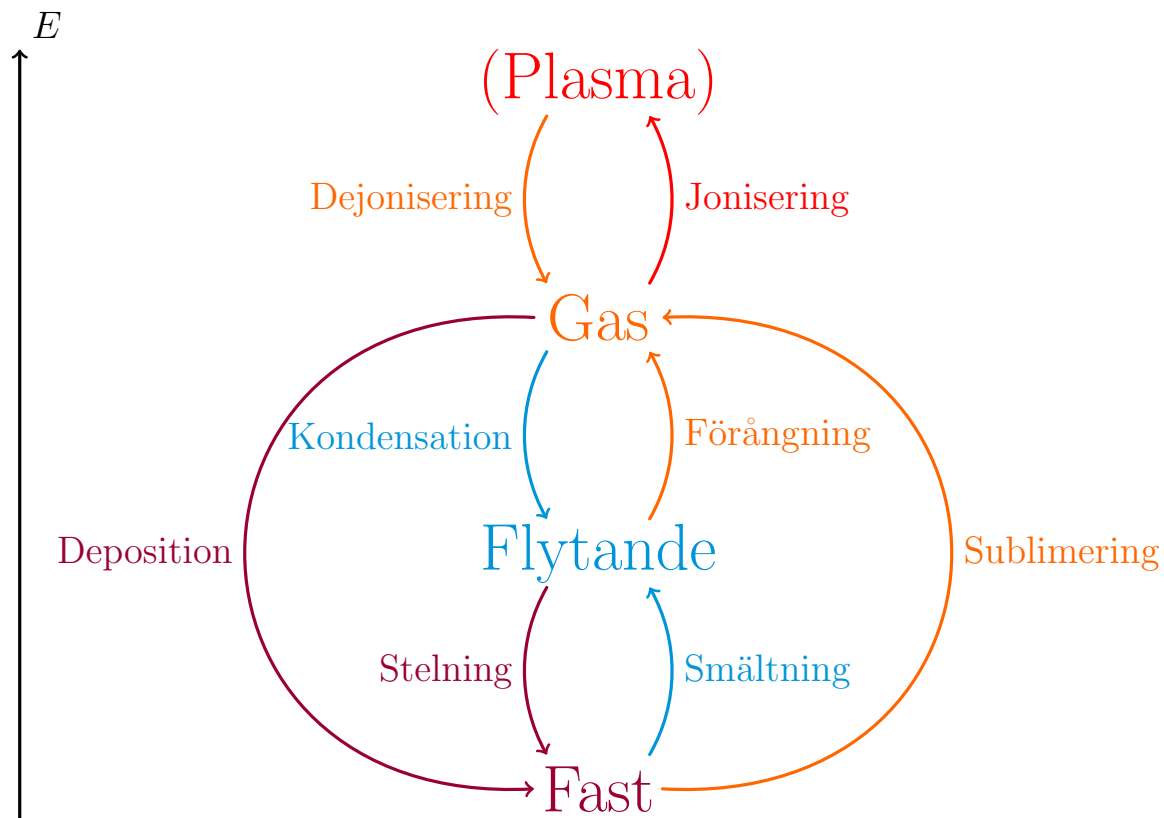 E
(Plasma)
Dejonisering
Jonisering
Gas
Kondensation
Förångning
Flytande
Deposition
Sublimering
Stelning
Smältning
Fast